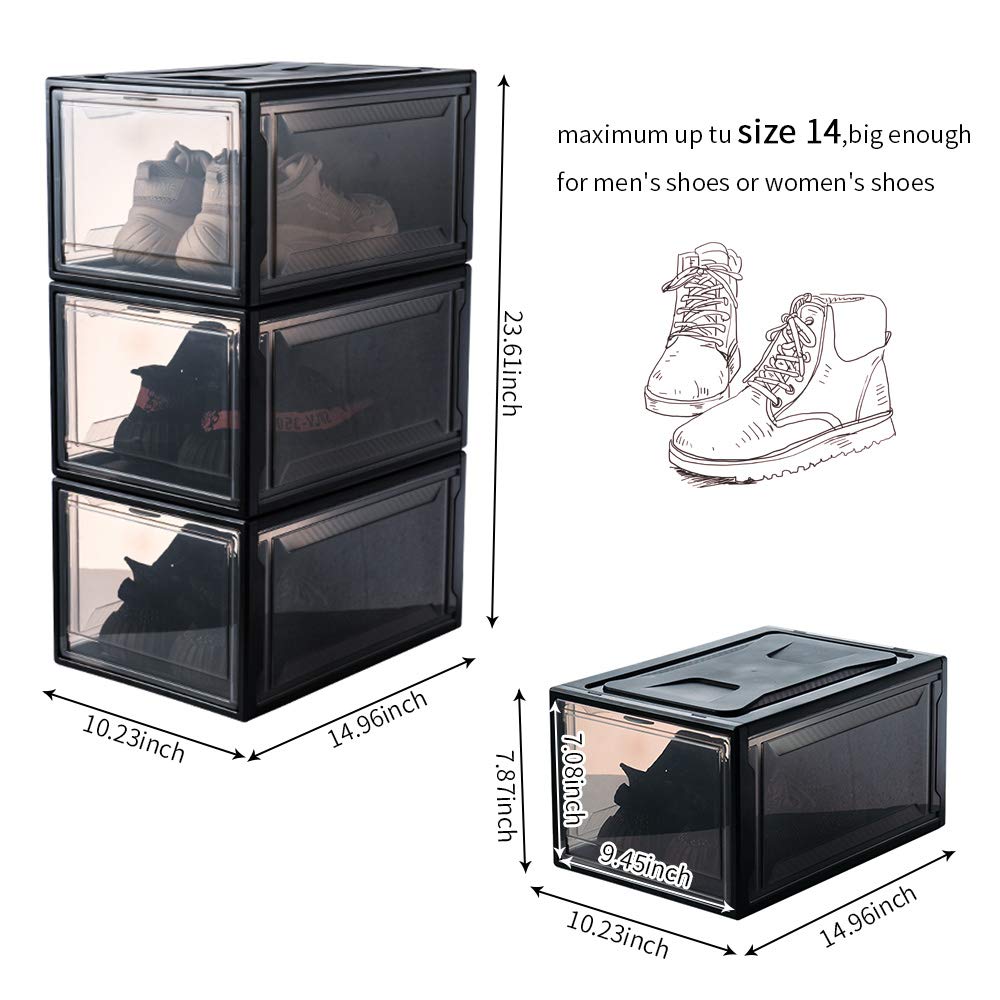 maximum up tu size 14,big enough
for men's shoes or women's shoes
23.61inch
10.23inch
14.96inch
7.87inch
7.08inch
9.45inch
10.23inch
14.96inch